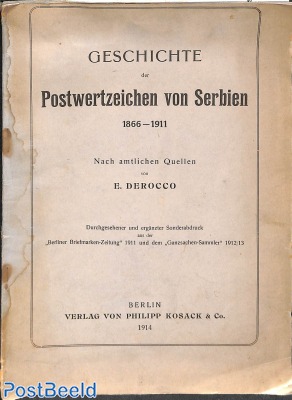 GESCHICHTE
der
Postwertzeichen von Serbien
1866—1911
Nach amtlichen Quellen
von
E. DEROCCO
Durchgesehener und ergänzter Sonderabdruck
aus der
„Berliner Briefmarken-Zeitung" 1911 und dem „Ganzsachen-Sammler" 1912/13
BERLIN
VERLAG VON PHILIPP KOSACK & Co.
1914
PostBeeld